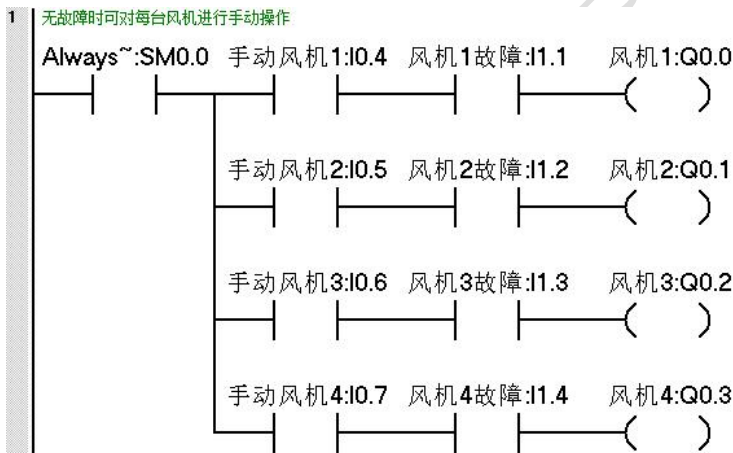 1 无故障时可对每台风机进行手动操作
Always~:SM0.0 手动风机1:I0.4 风机1故障:I1.1 风机1:Q0.0
手动风机2:I0.5 风机2故障:I1.2 风机2:Q0.1
手动风机3:I0.6 风机3故障:I1.3 风机3:Q0.2
手动风机4:I0.7 风机4故障:I1.4 风机4:Q0.3